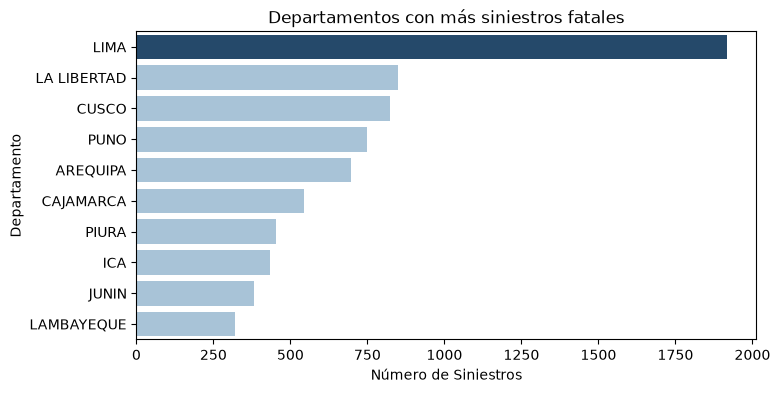 Departamentos con más siniestros fatales
LIMA
LA LIBERTAD
CUSCO
PUNO
AREQUIPA
CAJAMARCA
PIURA
ICA
JUNIN
LAMBAYEQUE
Departamento
0 250 500 750 1000 1250 1500 1750 2000
Número de Siniestros